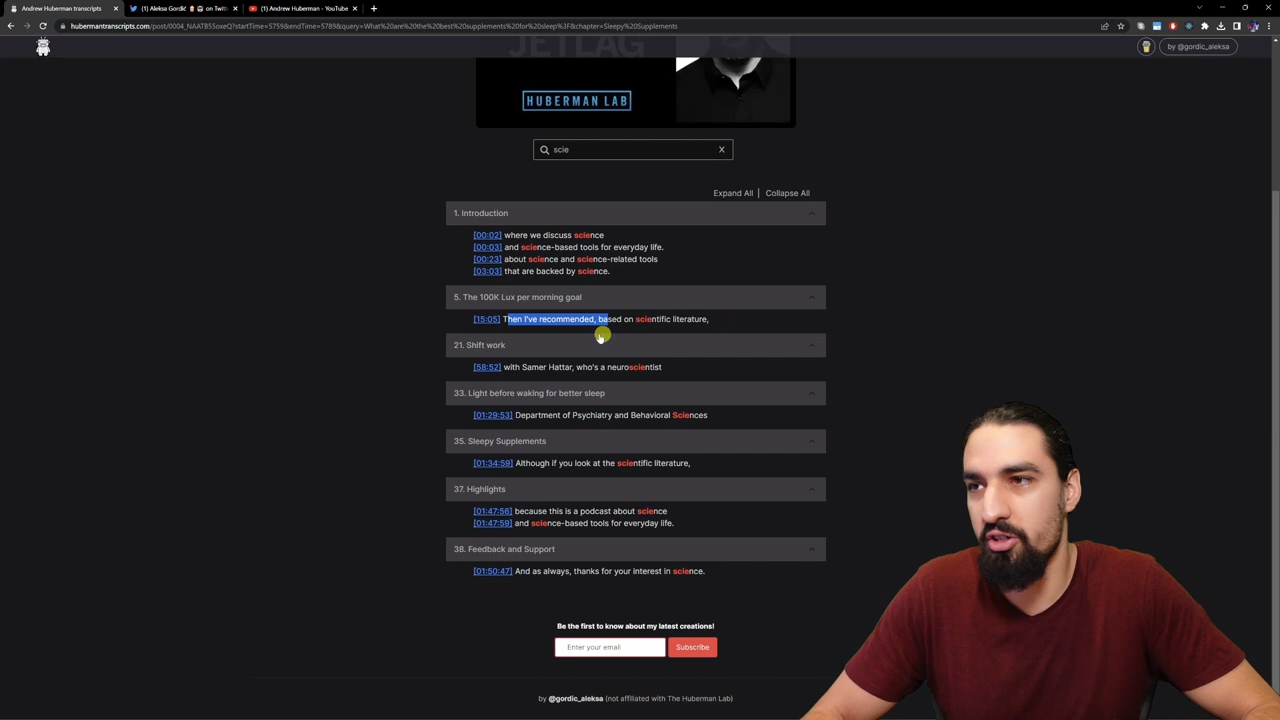 Andrew Huberman transcripts
(1) Aleksa Gordić on Twit
Andrew Huberman - YouTube
hubermantranscripts.com/post/0004_NAATB55oxeQ?startTime=5759&endTime=5789&query=What%20are%20the%20best%20supplements%20for%20sleep%3F&chapter=Sleepy%20Supplements
by @gordic_aleksa
JETLAG
HUBERMAN LAB
scie
Expand All | Collapse All
1. Introduction
[00:02] where we discuss science
[00:03] and science-based tools for everyday life.
[00:23] about science and science-related tools
[03:03] that are backed by science.
5. The 100K Lux per morning goal
[15:05] Then I've recommended, based on scientific literature,
21. Shift work
[58:52] with Samer Hattar, who's a neuroscientist
33. Light before waking for better sleep
[01:29:53] Department of Psychiatry and Behavioral Sciences
35. Sleepy Supplements
[01:34:59] Although if you look at the scientific literature,
37. Highlights
[01:47:56] because this is a podcast about science
[01:47:59] and science-based tools for everyday life.
38. Feedback and Support
[01:50:47] And as always, thanks for your interest in science.
Be the first to know about my latest creations!
Enter your email
Subscribe
by @gordic_aleksa (not affiliated with The Huberman Lab)